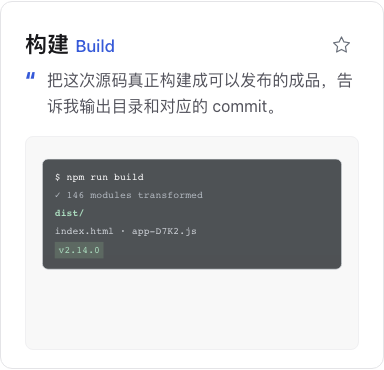 构建 Build
“ 把这次源码真正构建成可以发布的成品，告
诉我输出目录和对应的 commit。
$ npm run build
✓ 146 modules transformed
dist/
index.html · app-D7K2.js
v2.14.0